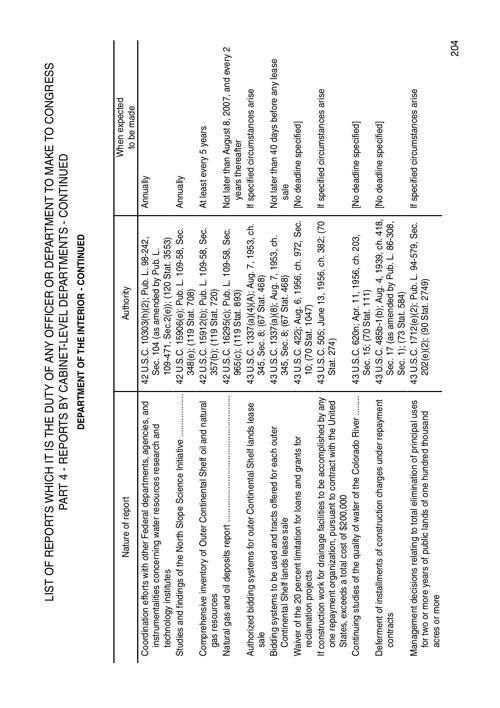 LIST OF REPORTS WHICH IT IS THE DUTY OF ANY OFFICER OR DEPARTMENT TO MAKE TO CONGRESS
PART 4 - REPORTS BY CABINET-LEVEL DEPARTMENTS - CONTINUED
DEPARTMENT OF THE INTERIOR - CONTINUED
Nature of report
Authority
When expected
to be made
Coordination efforts with other Federal departments, agencies, and
instrumentalities concerning water resources research and
technology institutes
42 U.S.C. 10303(h)(2); Pub. L. 98-242,
Sec. 104 (as amended by Pub. L.
109-471, Sec.2(e)); (120 Stat. 3553)
Annually
Studies and findings of the North Slope Science Initiative
42 U.S.C. 15906(e); Pub. L. 109-58, Sec.
348(e); (119 Stat. 708)
Annually
Comprehensive inventory of Outer Continental Shelf oil and natural
gas resources
42 U.S.C. 15912(b); Pub. L. 109-58, Sec.
357(b); (119 Stat. 720)
At least every 5 years
Natural gas and oil deposits report
42 U.S.C. 16295(c); Pub. L. 109-58, Sec.
965(c); (119 Stat. 893)
Not later than August 8, 2007, and every 2
years thereafter
Authorized bidding systems for outer Continental Shelf lands lease
sale
43 U.S.C. 1337(a)(4)(A); Aug. 7, 1953, ch.
345, Sec. 8; (67 Stat. 468)
If specified circumstances arise
Bidding systems to be used and tracts offered for each outer
Continental Shelf lands lease sale
43 U.S.C. 1337(a)(8); Aug. 7, 1953, ch.
345, Sec. 8; (67 Stat. 468)
Not later than 40 days before any lease
sale
Waiver of the 20 percent limitation for loans and grants for
reclamation projects
43 U.S.C. 422j; Aug. 6, 1956, ch. 972, Sec.
10; (70 Stat. 1047)
[No deadline specified]
If construction work for drainage facilities to be accomplished by any
one repayment organization, pursuant to contract with the United
States, exceeds a total cost of $200,000
43 U.S.C. 505; June 13, 1956, ch. 382; (70
Stat. 274)
If specified circumstances arise
Continuing studies of the quality of water of the Colorado River
43 U.S.C. 620n; Apr. 11, 1956, ch. 203,
Sec. 15; (70 Stat. 111)
[No deadline specified]
Deferment of installments of construction charges under repayment
contracts
43 U.S.C. 485b-1(b); Aug. 4, 1939, ch. 418,
Sec. 17 (as amended by Pub. L. 86-308,
Sec. 1); (73 Stat. 584)
[No deadline specified]
Management decisions relating to total elimination of principal uses
for two or more years of public lands of one hundred thousand
acres or more
43 U.S.C. 1712(e)(2); Pub. L. 94-579, Sec.
202(e)(2); (90 Stat. 2749)
If specified circumstances arise
204